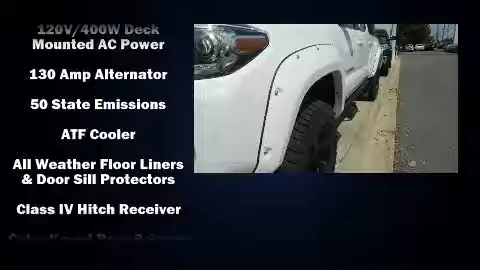 120V/400W Deck
Mounted AC Power
130 Amp Alternator
50 State Emissions
ATF Cooler
All Weather Floor Liners
& Door Sill Protectors
Class IV Hitch Receiver